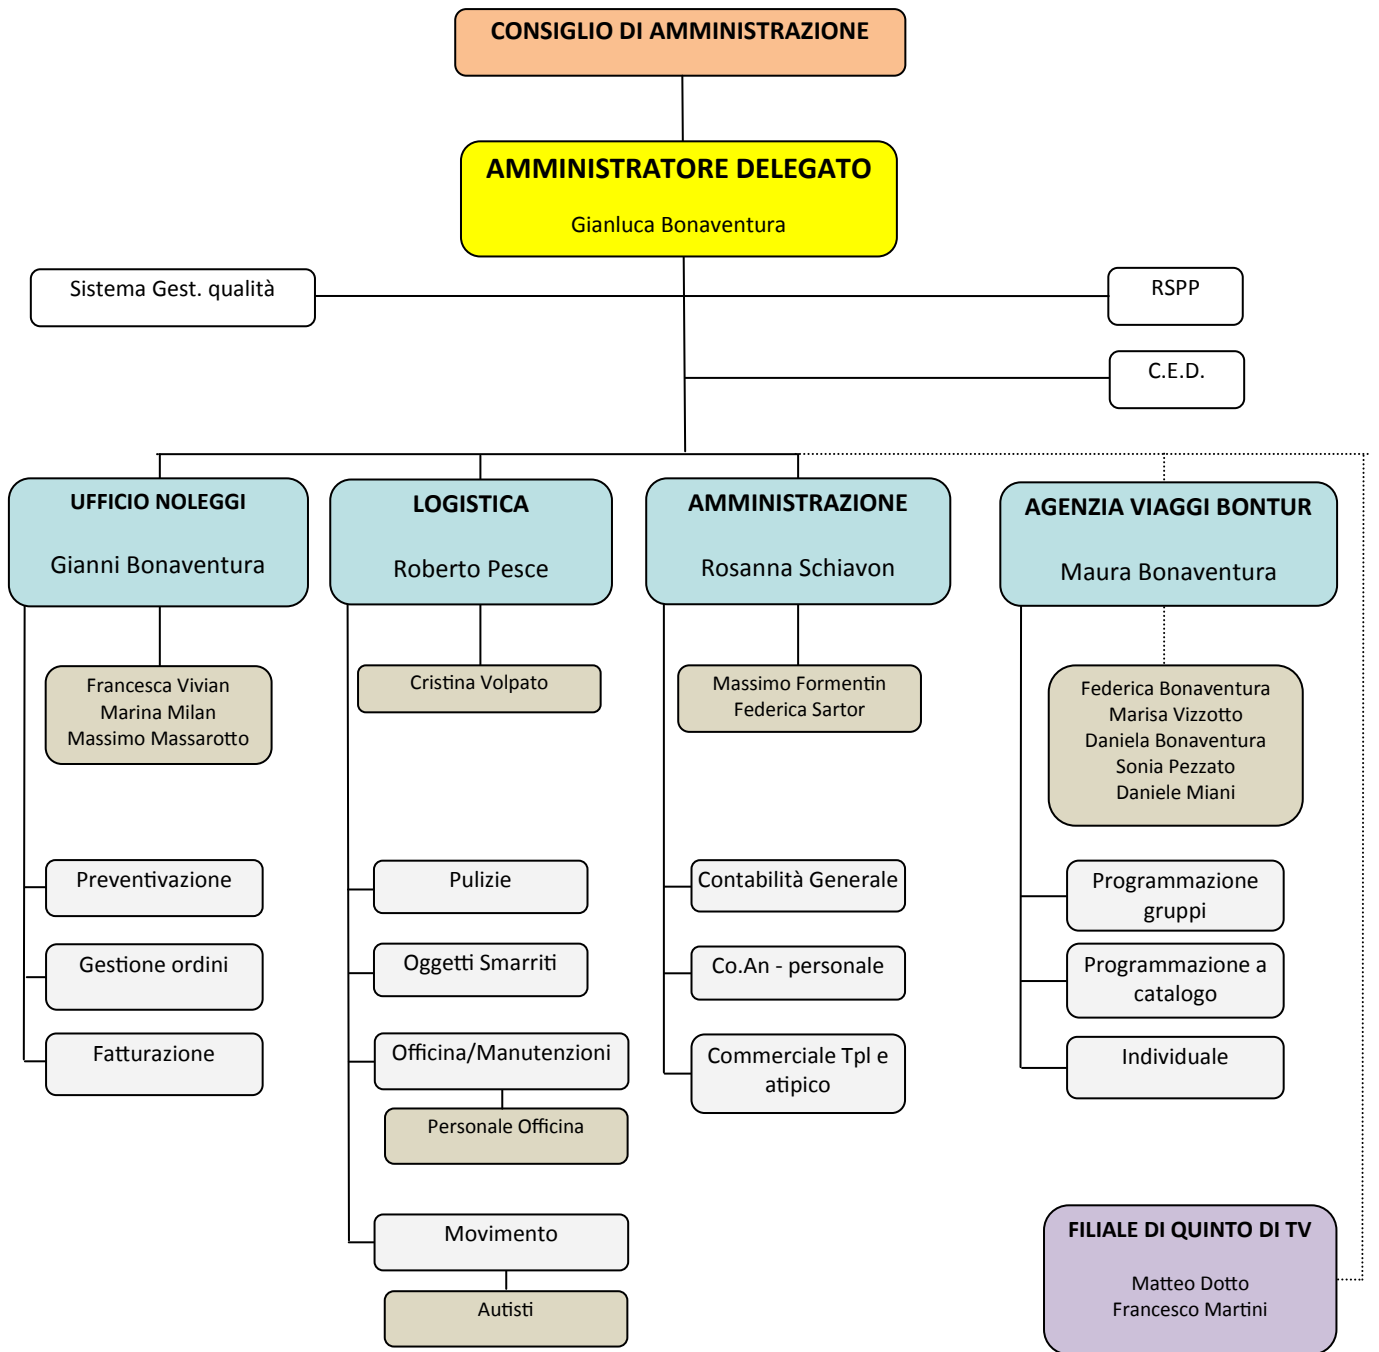 CONSIGLIO DI AMMINISTRAZIONE
AMMINISTRATORE DELEGATO
Gianluca Bonaventura
Sistema Gest. qualità
RSPP
C.E.D.
UFFICIO NOLEGGI
Gianni Bonaventura
LOGISTICA
Roberto Pesce
AMMINISTRAZIONE
Rosanna Schiavon
AGENZIA VIAGGI BONTUR
Maura Bonaventura
Francesca Vivian
Marina Milan
Massimo Massarotto
Cristina Volpato
Massimo Formentin
Federica Sartor
Federica Bonaventura
Marisa Vizzotto
Daniela Bonaventura
Sonia Pezzato
Daniele Miani
Preventivazione
Gestione ordini
Fatturazione
Pulizie
Oggetti Smarriti
Officina/Manutenzioni
Personale Officina
Movimento
Autisti
Contabilità Generale
Co.An - personale
Commerciale Tpl e
atipico
Programmazione
gruppi
Programmazione a
catalogo
Individuale
FILIALE DI QUINTO DI TV
Matteo Dotto
Francesco Martini